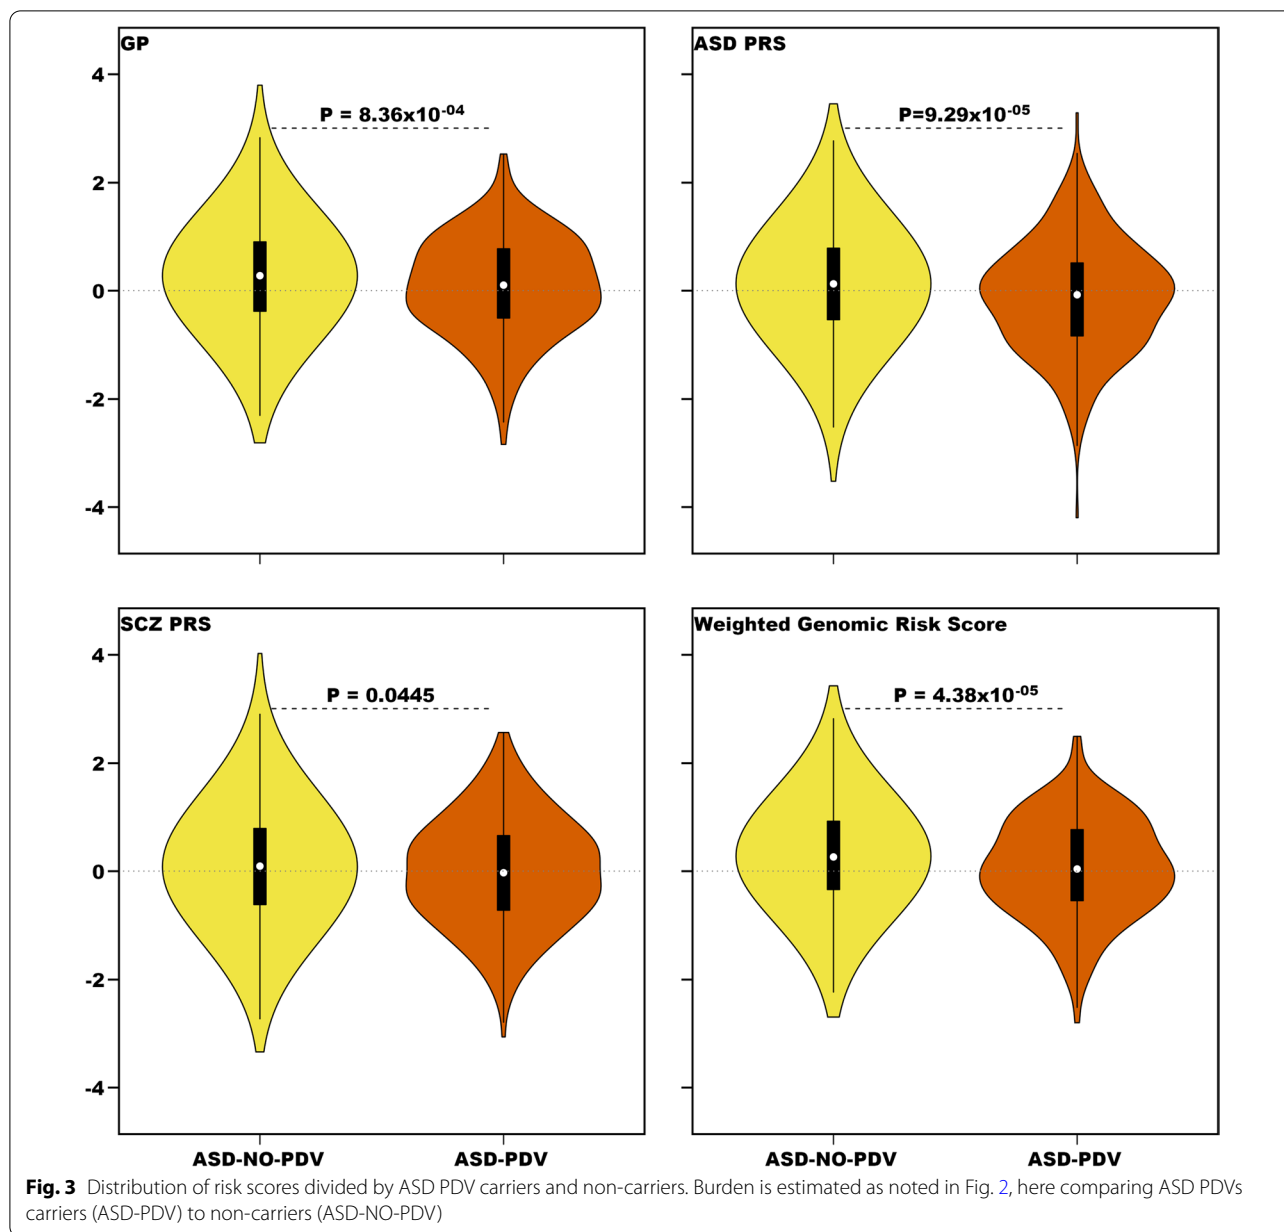 GP
ASD PRS
4
2
0
-2
-4
P = 8.36x10-04
P=9.29x10-05
SCZ PRS
Weighted Genomic Risk Score
4
2
0
-2
-4
P = 0.0445
P = 4.38x10-05
ASD-NO-PDV
ASD-PDV
ASD-NO-PDV
ASD-PDV
Fig. 3 Distribution of risk scores divided by ASD PDV carriers and non-carriers. Burden is estimated as noted in Fig. 2, here comparing ASD PDVs
carriers (ASD-PDV) to non-carriers (ASD-NO-PDV)